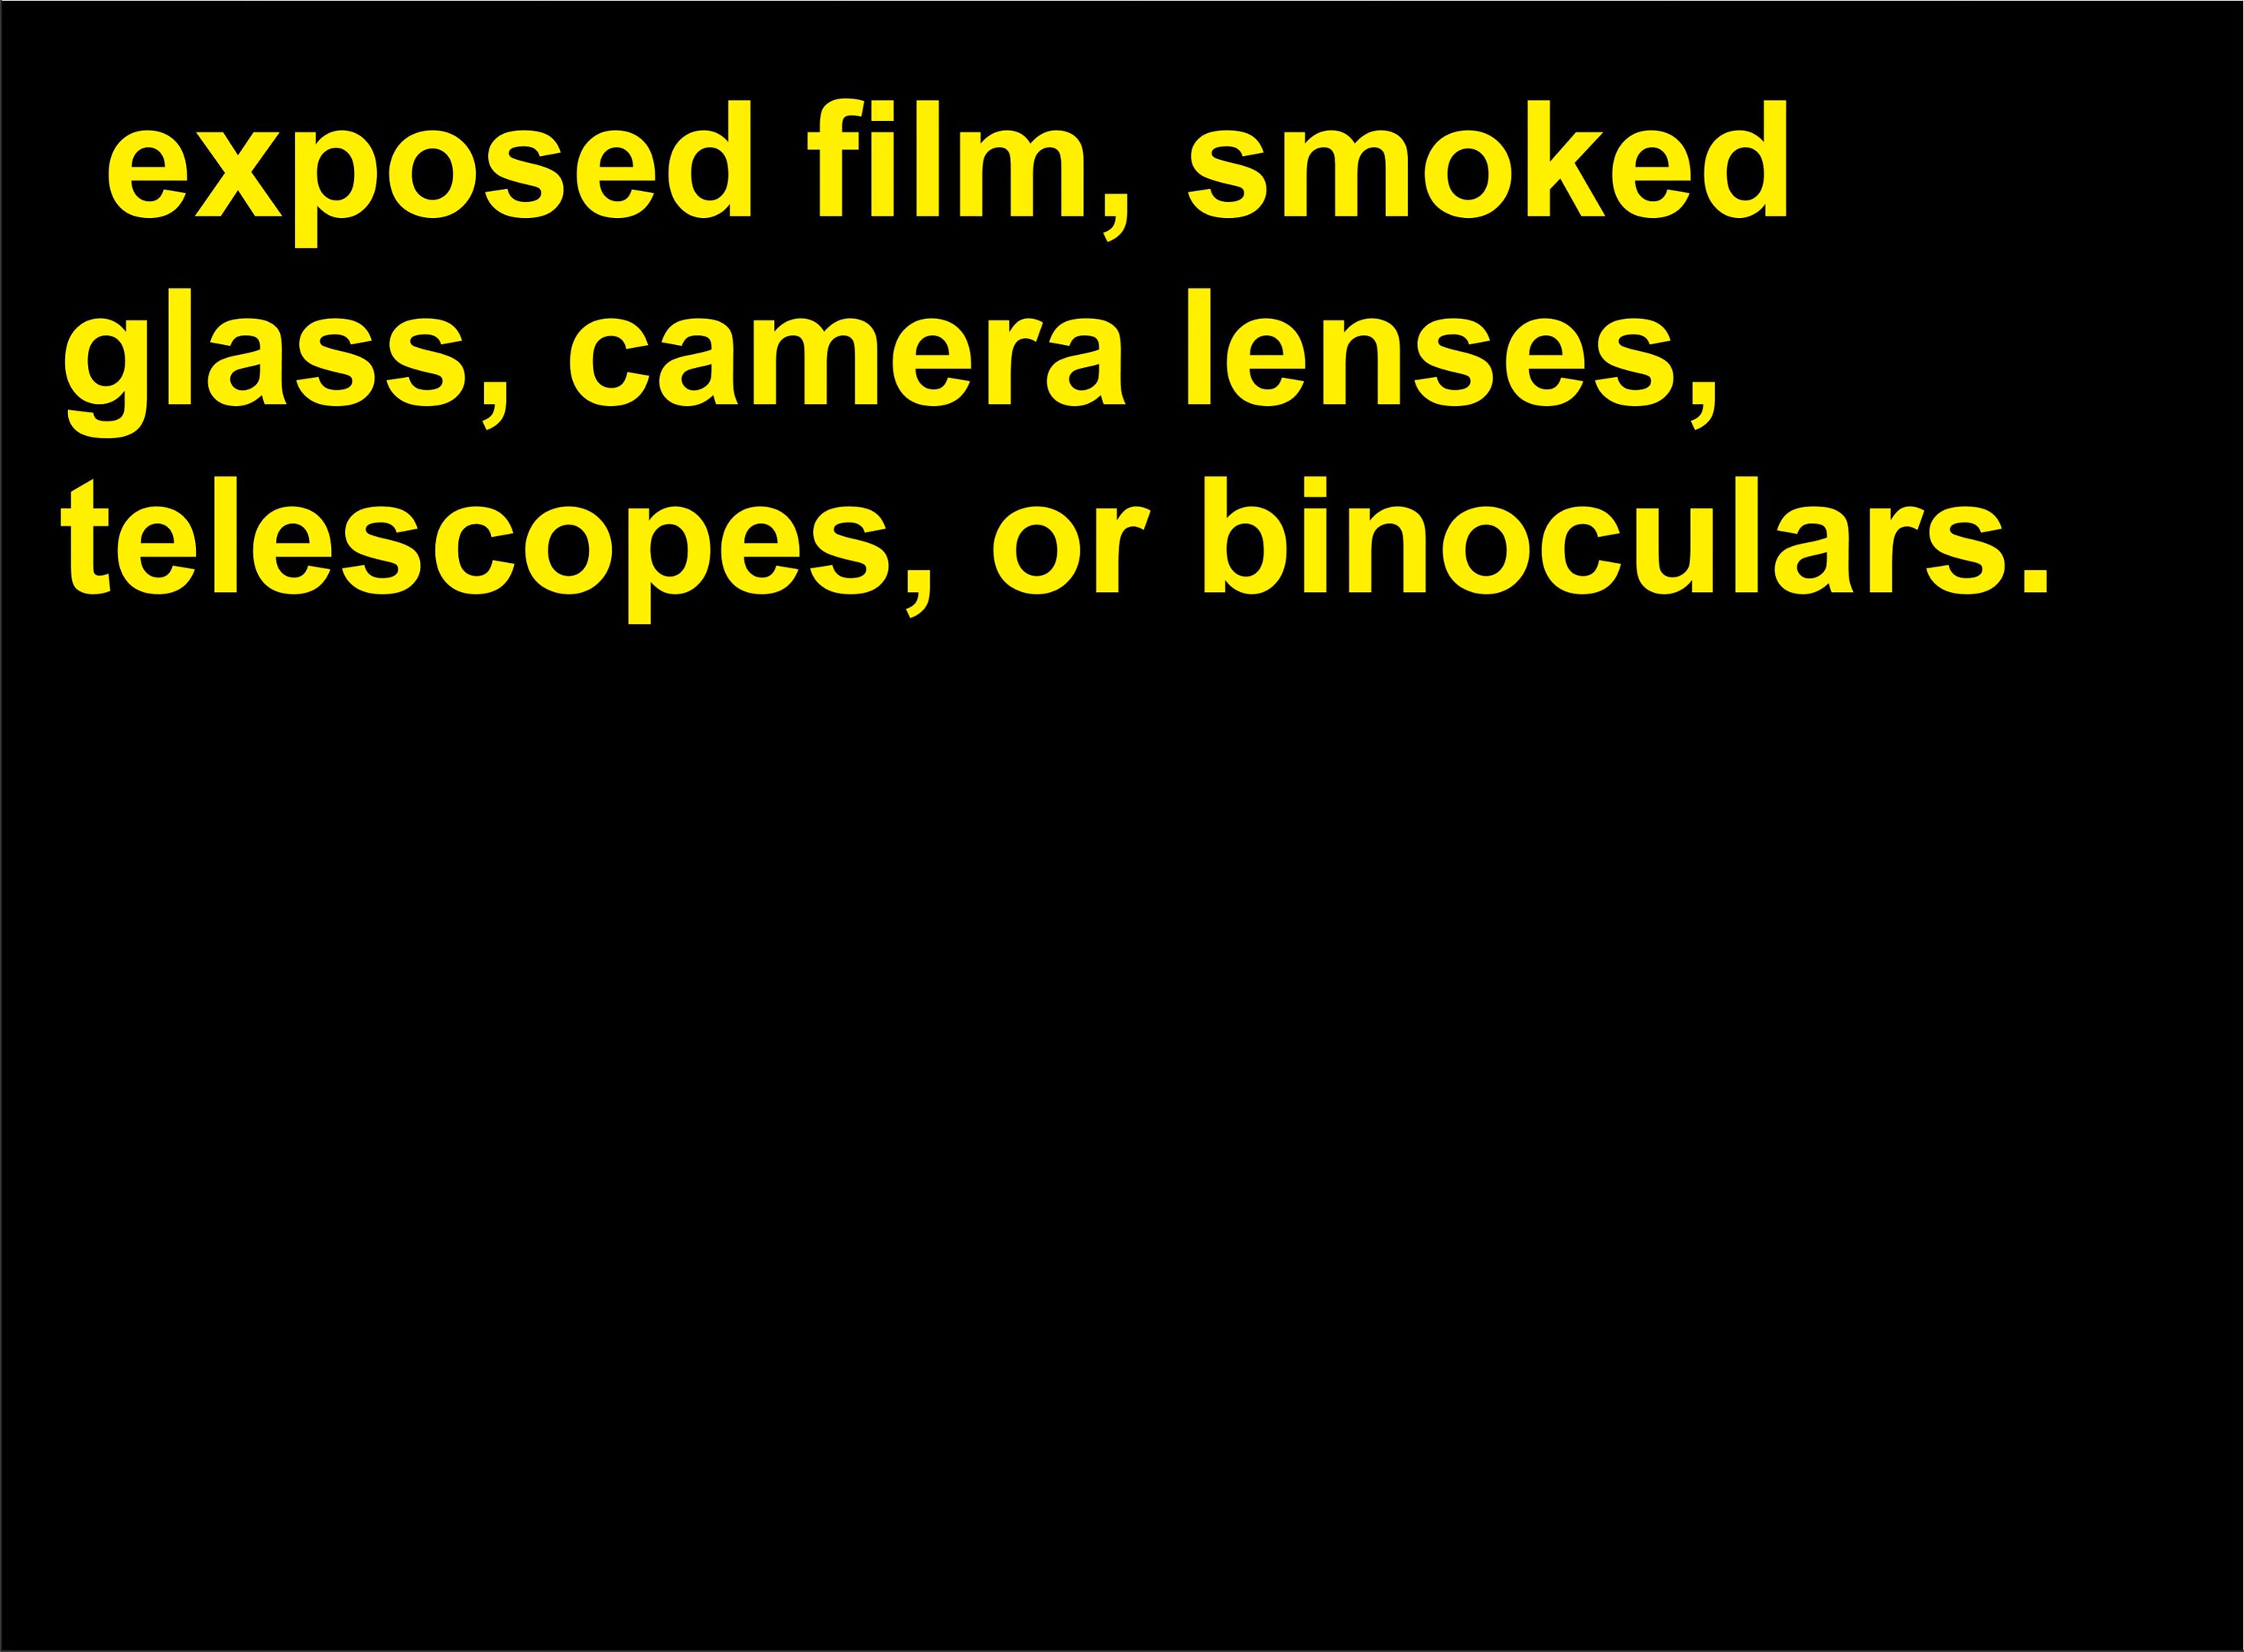 exposed film, smoked
glass, camera lenses,
telescopes, or binoculars.